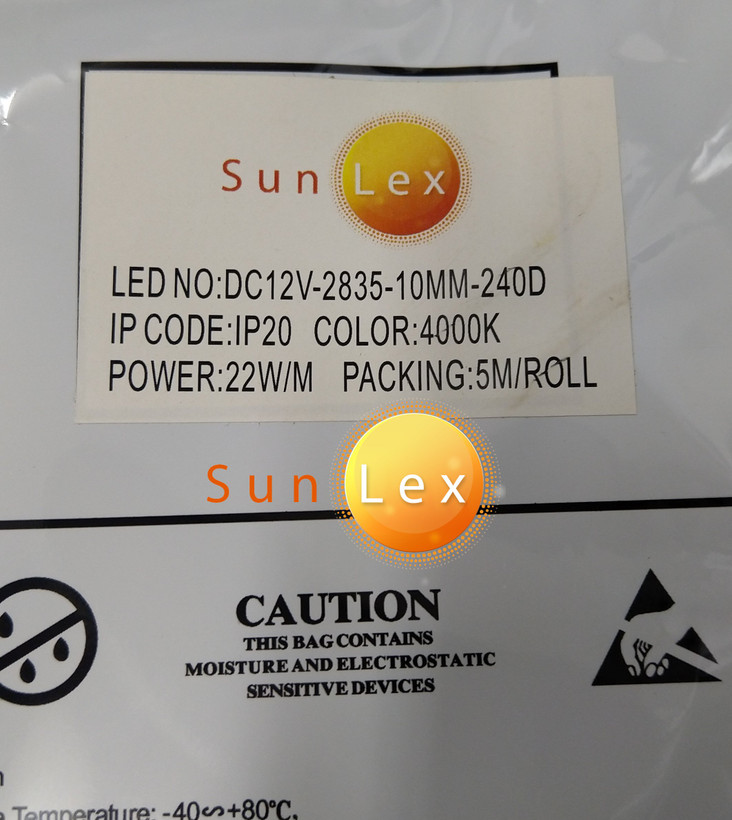 Sun Lex
LED NO:DC12V-2835-10MM-240D
IP CODE:IP20 COLOR:4000K
POWER:22W/M PACKING:5M/ROLL
Sun Lex
CAUTION
THIS BAG CONTAINS
MOISTURE AND ELECTROSTATIC
SENSITIVE DEVICES
Temperature: -40∽+80℃,